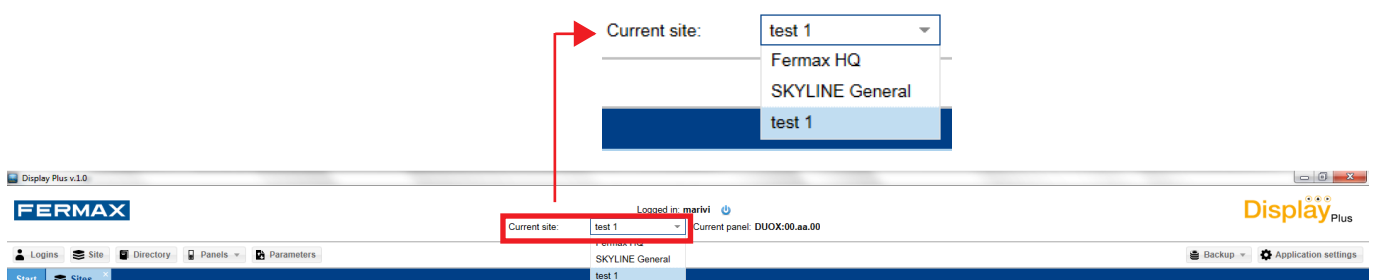 Current site: test 1
Fermax HQ
SKYLINE General
test 1
Display Plus v.1.0
FERMAX
Logged in: marivi
Display Plus
Current site: test 1 Current panel: DUOX:00.aa.00
Fermax HQ
Logins Site Directory Panels Parameters Backup Application settings
SKYLINE General
Start Sites test 1